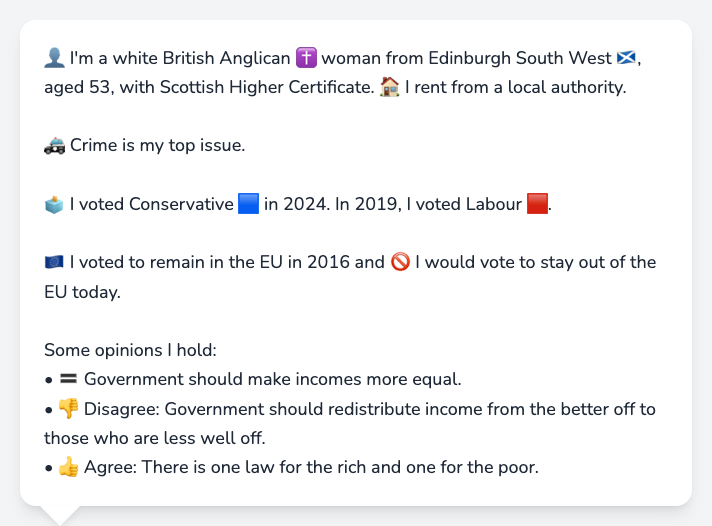 👤 I'm a white British Anglican ✝️ woman from Edinburgh South West 🏴󠁧󠁢󠁳󠁣󠁴󠁿,
aged 53, with Scottish Higher Certificate. 🏠 I rent from a local authority.
🚓 Crime is my top issue.
🗳️ I voted Conservative 🟦 in 2024. In 2019, I voted Labour 🟥.
🇪🇺 I voted to remain in the EU in 2016 and 🚫 I would vote to stay out of the
EU today.
Some opinions I hold:
• 🟰 Government should make incomes more equal.
• 👎 Disagree: Government should redistribute income from the better off to
those who are less well off.
• 👍 Agree: There is one law for the rich and one for the poor.